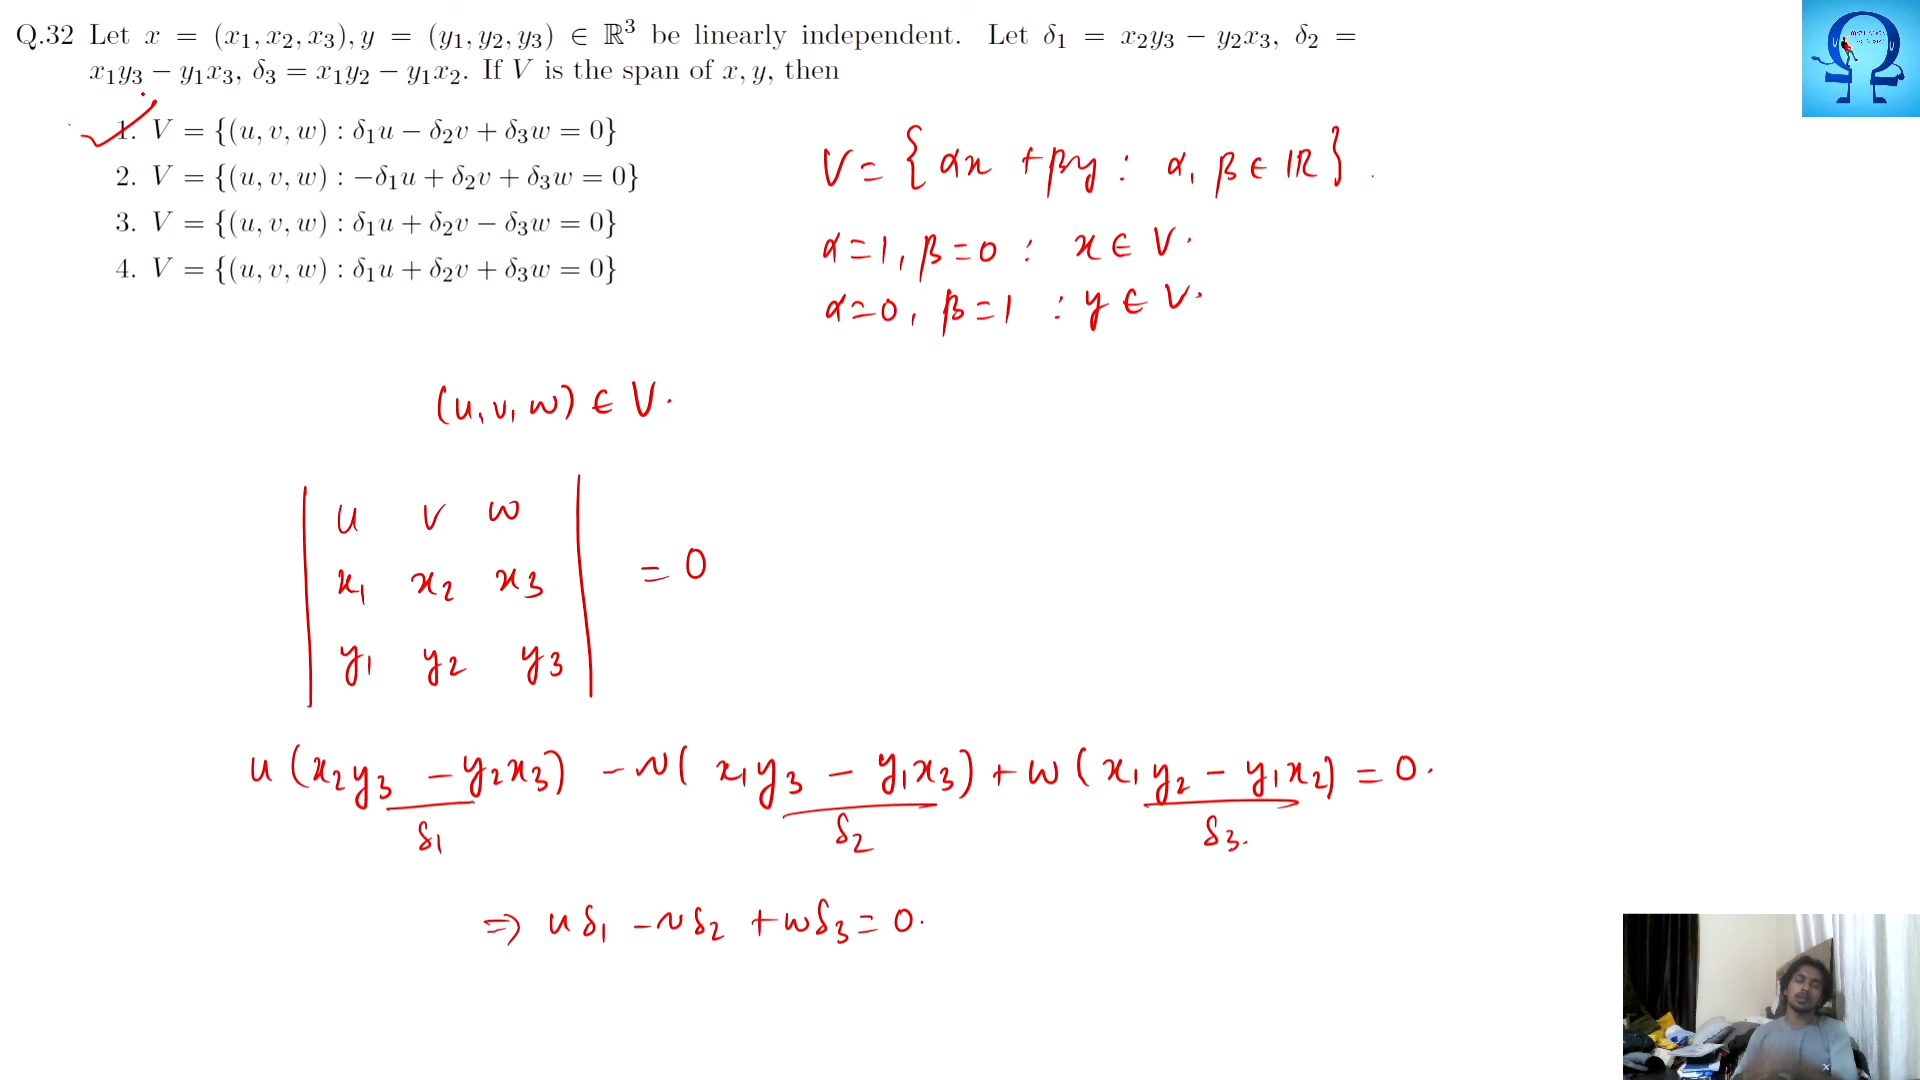 Q.32 Let x = (x₁, x₂, x₃), y = (y₁, y₂, y₃) ∈ ℝ³ be linearly independent. Let δ₁ = x₂y₃ − y₂x₃, δ₂ =
x₁y₃ − y₁x₃, δ₃ = x₁y₂ − y₁x₂. If V is the span of x, y, then
1. V = {(u, v, w) : δ₁u − δ₂v + δ₃w = 0}
2. V = {(u, v, w) : −δ₁u + δ₂v + δ₃w = 0}
3. V = {(u, v, w) : δ₁u + δ₂v − δ₃w = 0}
4. V = {(u, v, w) : δ₁u + δ₂v + δ₃w = 0}
V = { αx + βy : α, β ∈ ℝ } .
α = 1, β = 0 : x ∈ V.
α = 0, β = 1 : y ∈ V.
(u, v, w) ∈ V.
u v w
x₁ x₂ x₃ = 0
y₁ y₂ y₃
u (x₂y₃ − y₂x₃) − v ( x₁y₃ − y₁x₃) + w ( x₁y₂ − y₁x₂) = 0.
δ₁ δ₂ δ₃.
⇒ uδ₁ − vδ₂ + wδ₃ = 0.